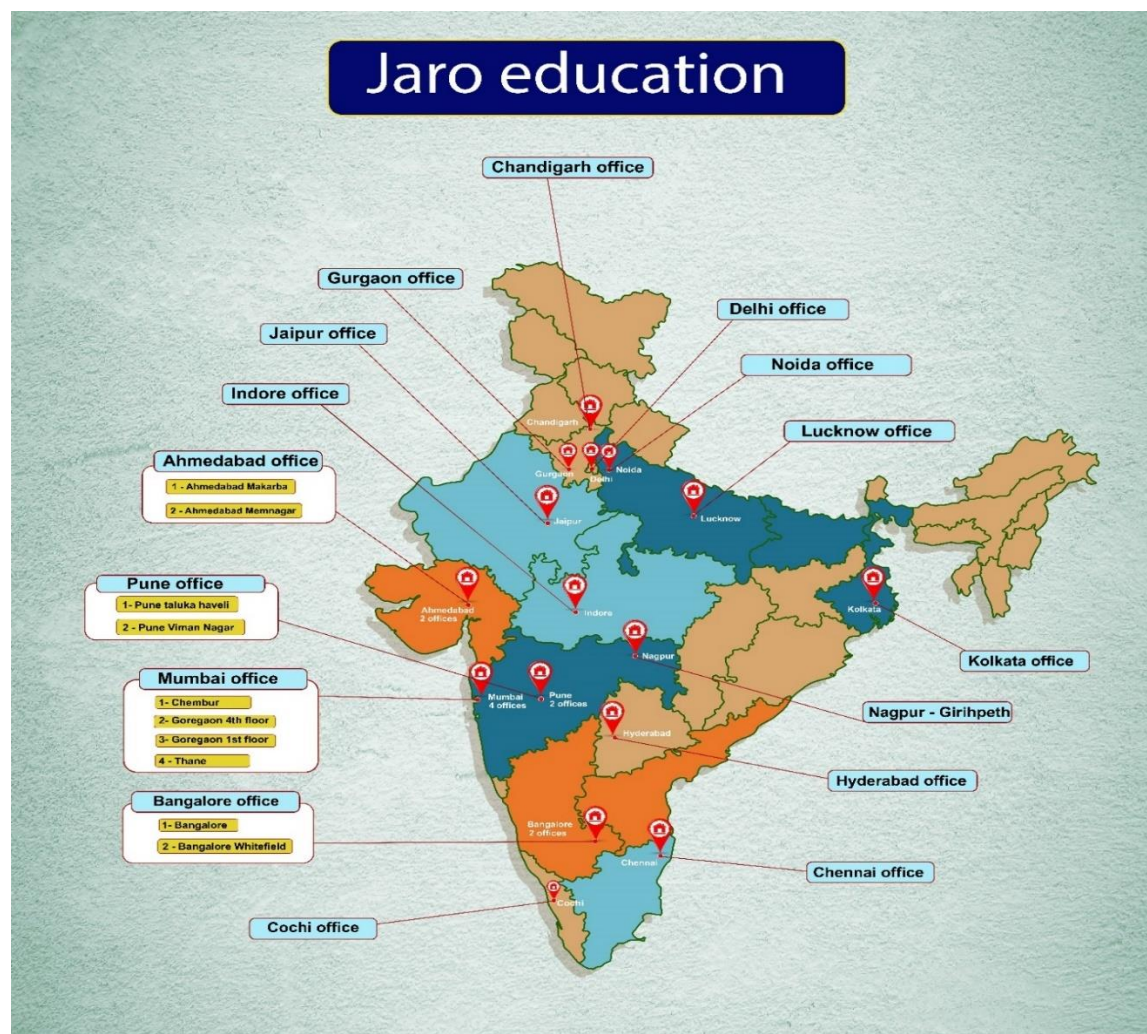 Jaro education
Chandigarh office
Gurgaon office
Delhi office
Jaipur office
Noida office
Indore office
Lucknow office
Ahmedabad office
1 - Ahmedabad Makarba
2 - Ahmedabad Memnagar
Pune office
1- Pune taluka haveli
2 - Pune Viman Nagar
Mumbai office
1- Chembur
2- Goregaon 4th floor
3- Goregaon 1st floor
4 - Thane
Bangalore office
1- Bangalore
2 - Bangalore Whitefield
Cochi office
Kolkata office
Nagpur - Girihpeth
Hyderabad office
Chennai office
Chandigarh
Gurgaon
Delhi
Noida
Jaipur
Lucknow
Ahmedabad
2 offices
Indore
Kolkata
Nagpur
Mumbai
4 offices
Pune
2 offices
Hyderabad
Bangalore
2 offices
Chennai
Cochi